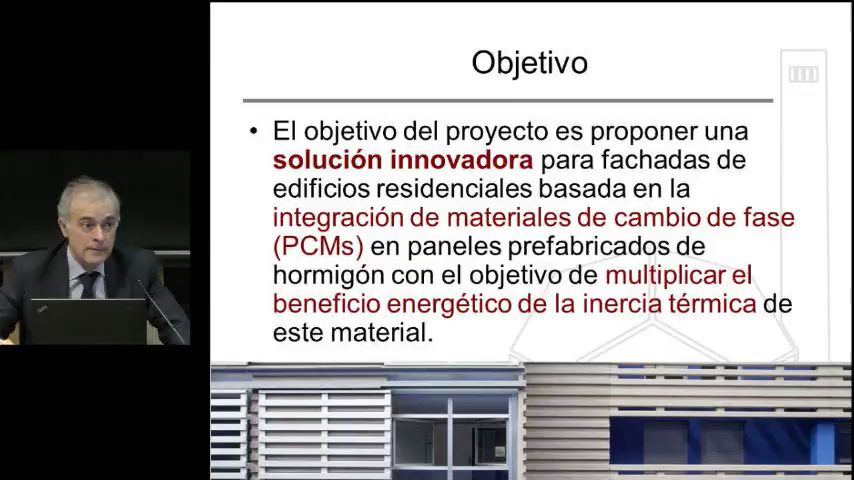 Objetivo
• El objetivo del proyecto es proponer una
solución innovadora para fachadas de
edificios residenciales basada en la
integración de materiales de cambio de fase
(PCMs) en paneles prefabricados de
hormigón con el objetivo de multiplicar el
beneficio energético de la inercia térmica de
este material.